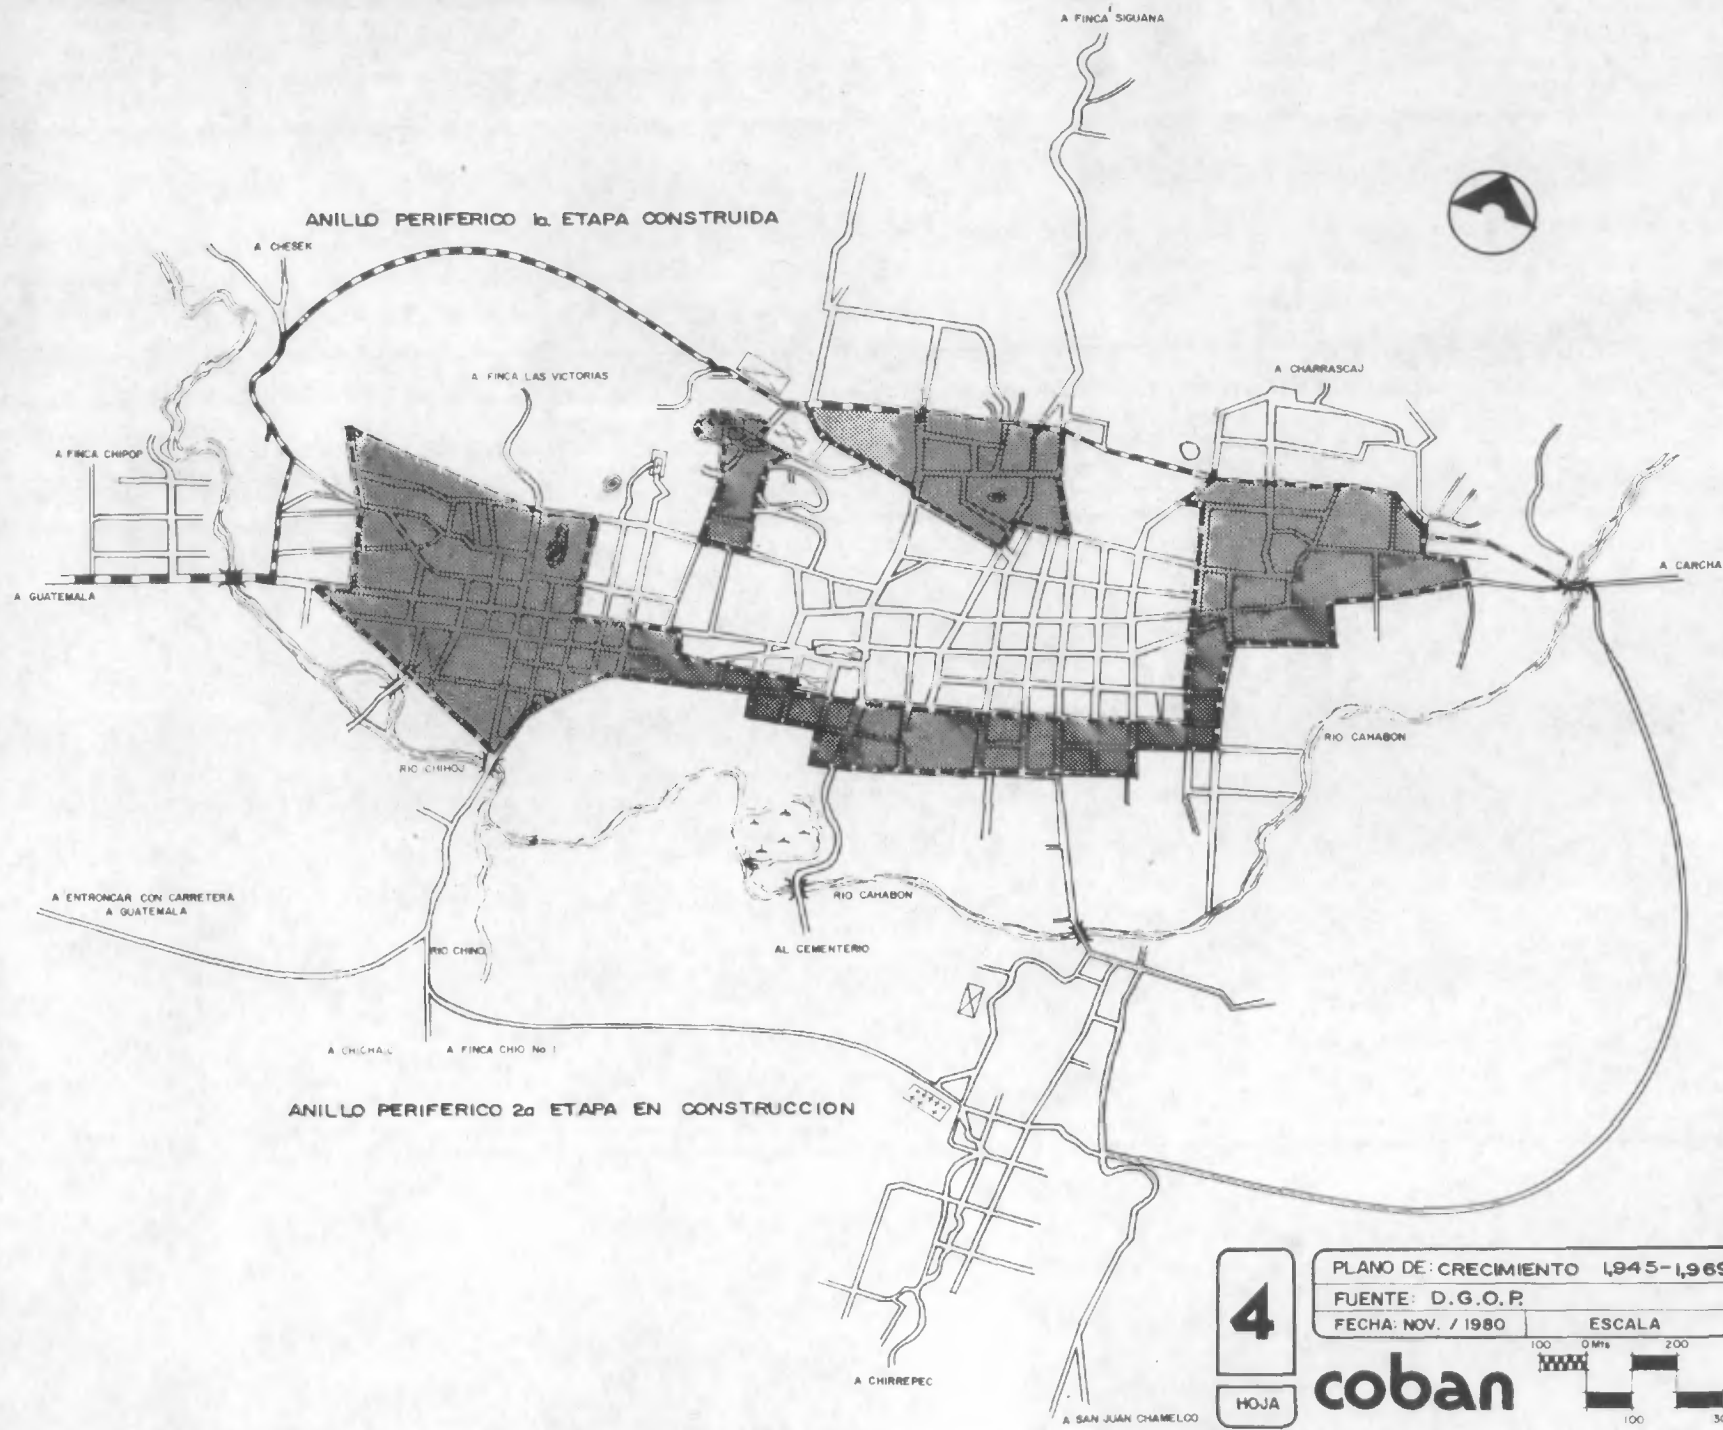 A FINCA SIGUANA
ANILLO PERIFERICO 1a. ETAPA CONSTRUIDA
A CHESEK
A FINCA LAS VICTORIAS
A CHARRASCAJ
A FINCA CHIPOP
A GUATEMALA
A CARCHA
RIO CAHABON
RIO CHIHOJ
A ENTRONCAR CON CARRETERA
A GUATEMALA
RIO CAHABON
AL CEMENTERIO
RIO CHINO
A FINCA CHIO No 1
ANILLO PERIFERICO 2a ETAPA EN CONSTRUCCION
A CHIRREPEC
A SAN JUAN CHAMELCO
4
HOJA
PLANO DE: CRECIMIENTO 1,945-1,969
FUENTE: D.G.O.P.
FECHA: NOV. / 1980
ESCALA
100 0 Mts 200
100
coban